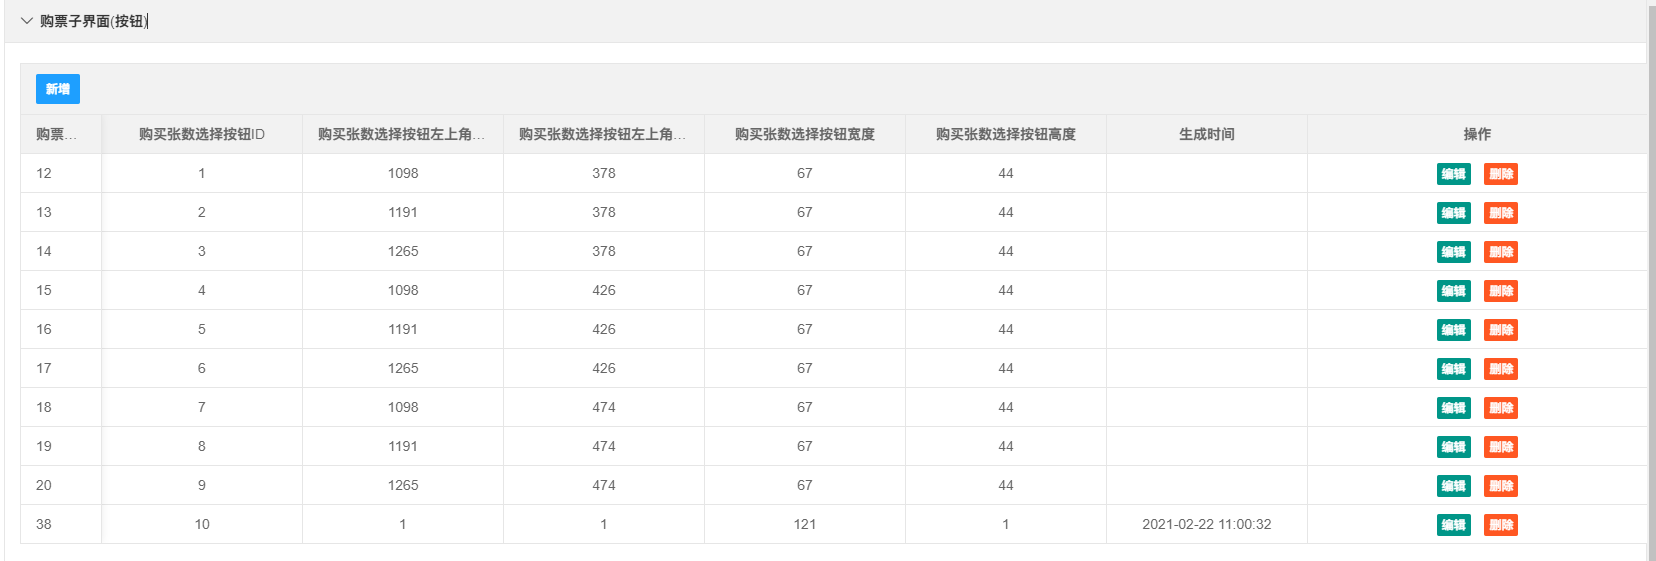 购票子界面(按钮)
新增
购票... 购买张数选择按钮ID 购买张数选择按钮左上角... 购买张数选择按钮左上角... 购买张数选择按钮宽度 购买张数选择按钮高度 生成时间 操作
12 1 1098 378 67 44 编辑 删除
13 2 1191 378 67 44 编辑 删除
14 3 1265 378 67 44 编辑 删除
15 4 1098 426 67 44 编辑 删除
16 5 1191 426 67 44 编辑 删除
17 6 1265 426 67 44 编辑 删除
18 7 1098 474 67 44 编辑 删除
19 8 1191 474 67 44 编辑 删除
20 9 1265 474 67 44 编辑 删除
38 10 1 1 121 1 2021-02-22 11:00:32 编辑 删除